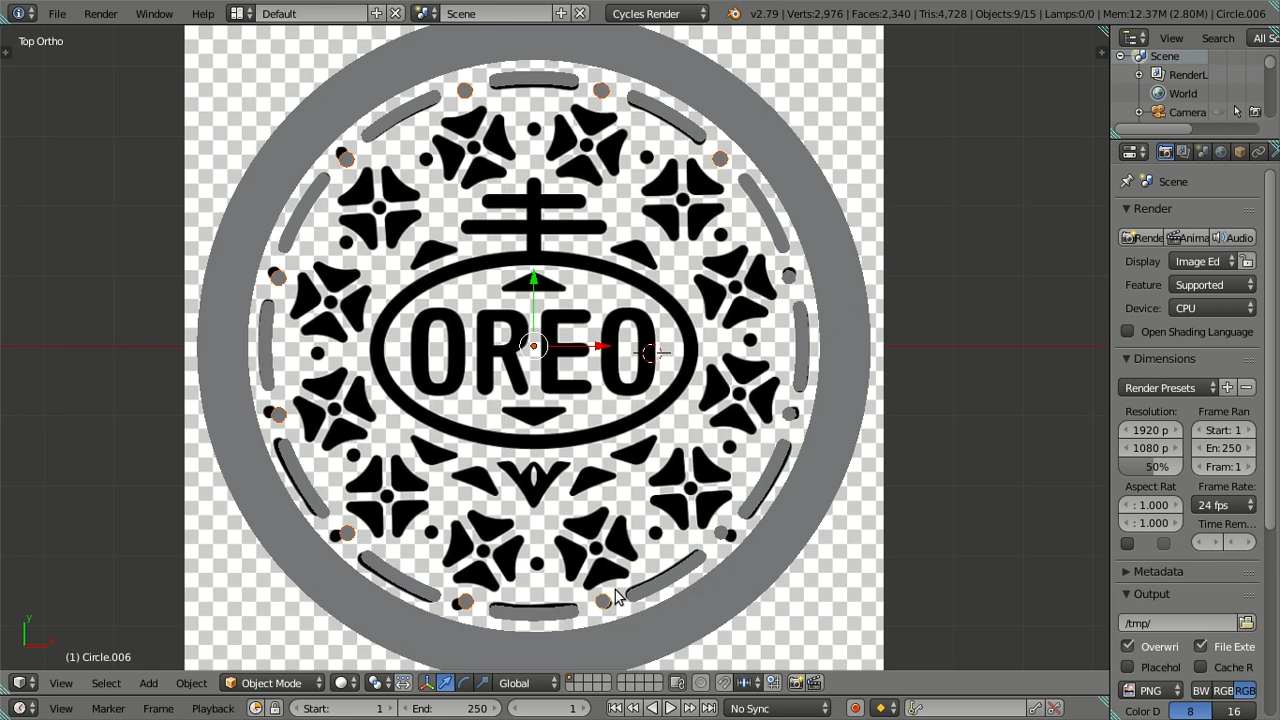 File Render Window Help Default Scene Cycles Render v2.79 | Verts:2,976 | Faces:2,340 | Tris:4,728 | Objects:9/15 | Lamps:0/0 | Mem:12.37M (2.80M) | Circle.006
Top Ortho
View Search All Sc
Scene
RenderL
World
Camera
Scene
Render
Rende Anima Audio
Display Image Ed
Feature Supported
Device: CPU
Open Shading Language
Dimensions
Render Presets
Resolution: Frame Ran
1920 p Start: 1
1080 p En: 250
50% Fram: 1
Aspect Rat Frame Rate:
: 1.000 24 fps
: 1.000 Time Rem...
Metadata
Output
/tmp/
Overwri File Exte
Placehol Cache R
PNG BW RGB RGB
Color D 8 16
OREO
y
x
(1) Circle.006
View Select Add Object Object Mode Global
View Marker Frame Playback Start: 1 End: 250 1 No Sync